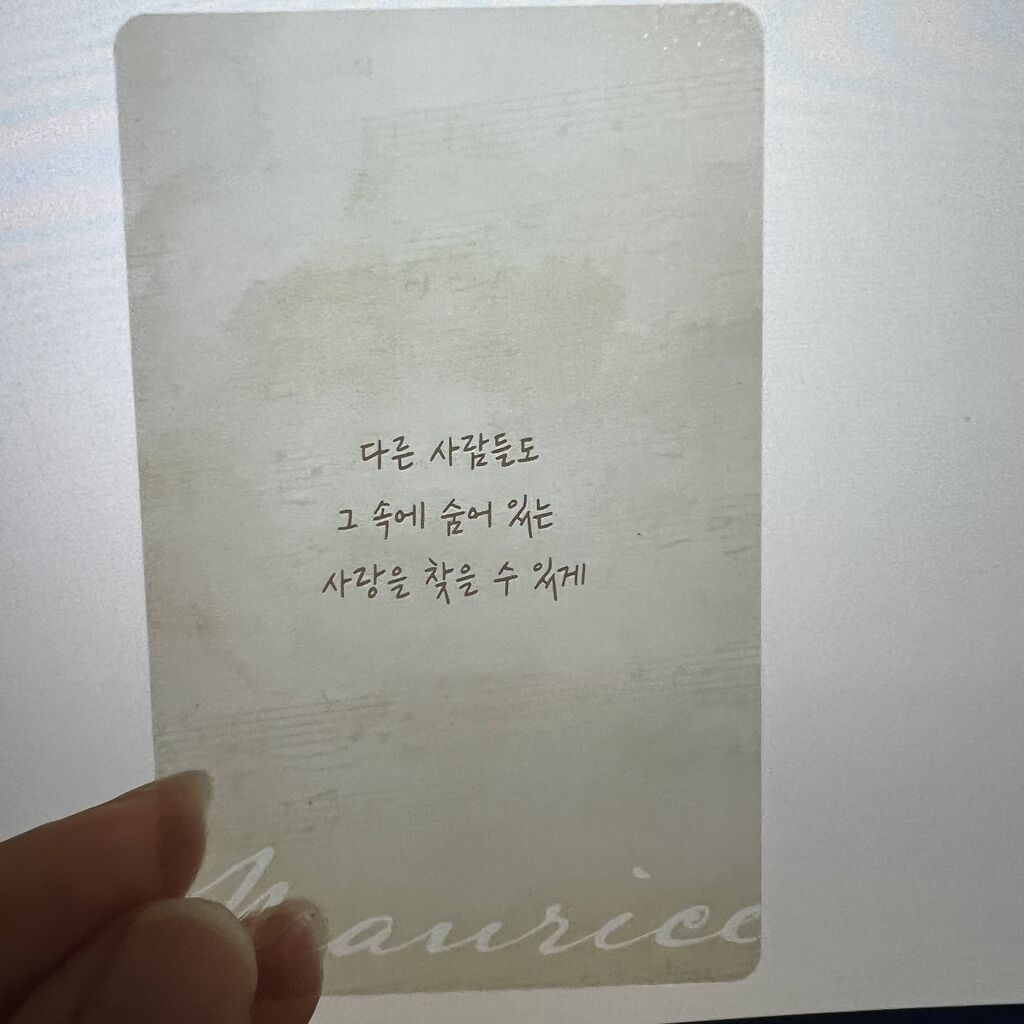 다른 사람들도
그 속에 숨어 있는
사랑을 찾을 수 있게
Maurice